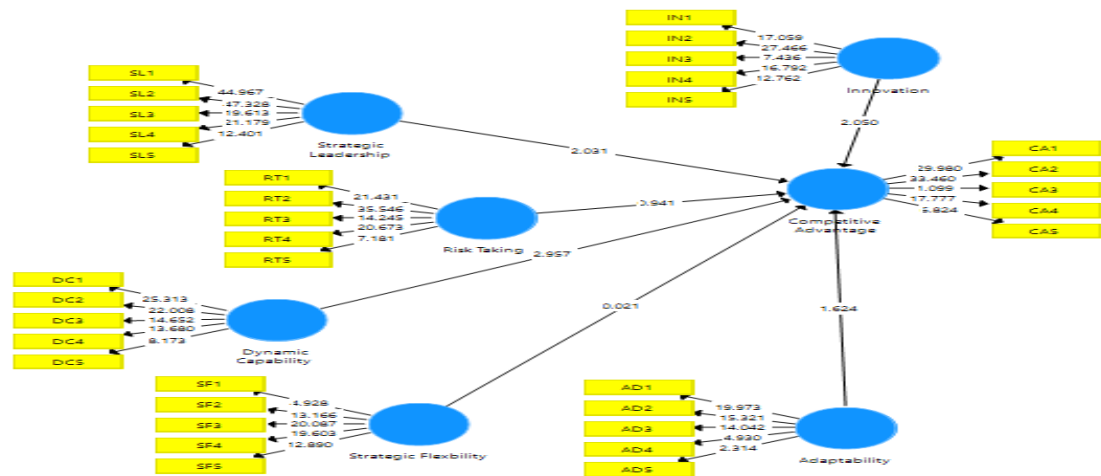 IN1
IN2
IN3
IN4
IN5
17.059
27.466
7.436
16.792
12.762
Innovation
2.050
SL1
SL2
SL3
SL4
SL5
44.967
47.328
19.613
21.179
12.401
Strategic
Leadership
2.031
CA1
CA2
CA3
CA4
CA5
29.980
33.460
1.099
17.777
5.824
Competitive
Advantage
RT1
RT2
RT3
RT4
RT5
21.431
35.546
14.245
20.673
7.181
Risk Taking
0.941
DC1
DC2
DC3
DC4
DC5
25.313
22.008
14.652
13.680
8.173
Dynamic
Capability
2.957
SF1
SF2
SF3
SF4
SF5
4.928
13.166
20.087
19.603
12.890
Strategic Flexbility
0.021
AD1
AD2
AD3
AD4
AD5
19.973
15.321
14.042
4.930
2.314
Adaptability
1.624